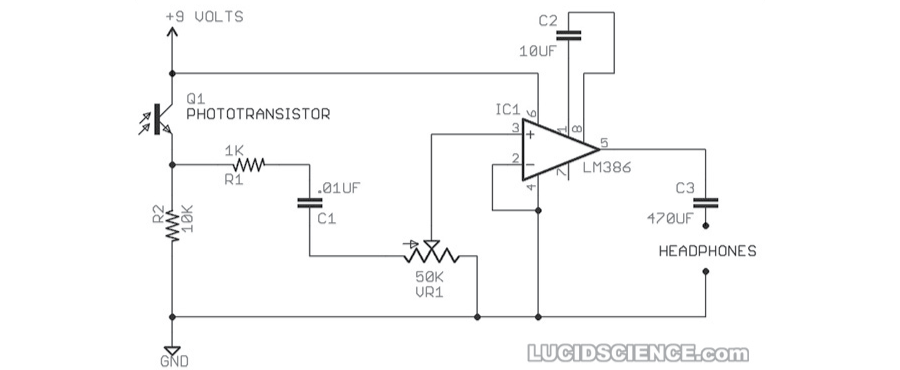 +9 VOLTS
C2
10UF
Q1
PHOTOTRANSISTOR
IC1
6
1
8
3
+
5
2
-
4
7
LM386
1K
R1
.01UF
C1
R2
10K
C3
470UF
HEADPHONES
50K
VR1
GND
LUCIDSCIENCE.com